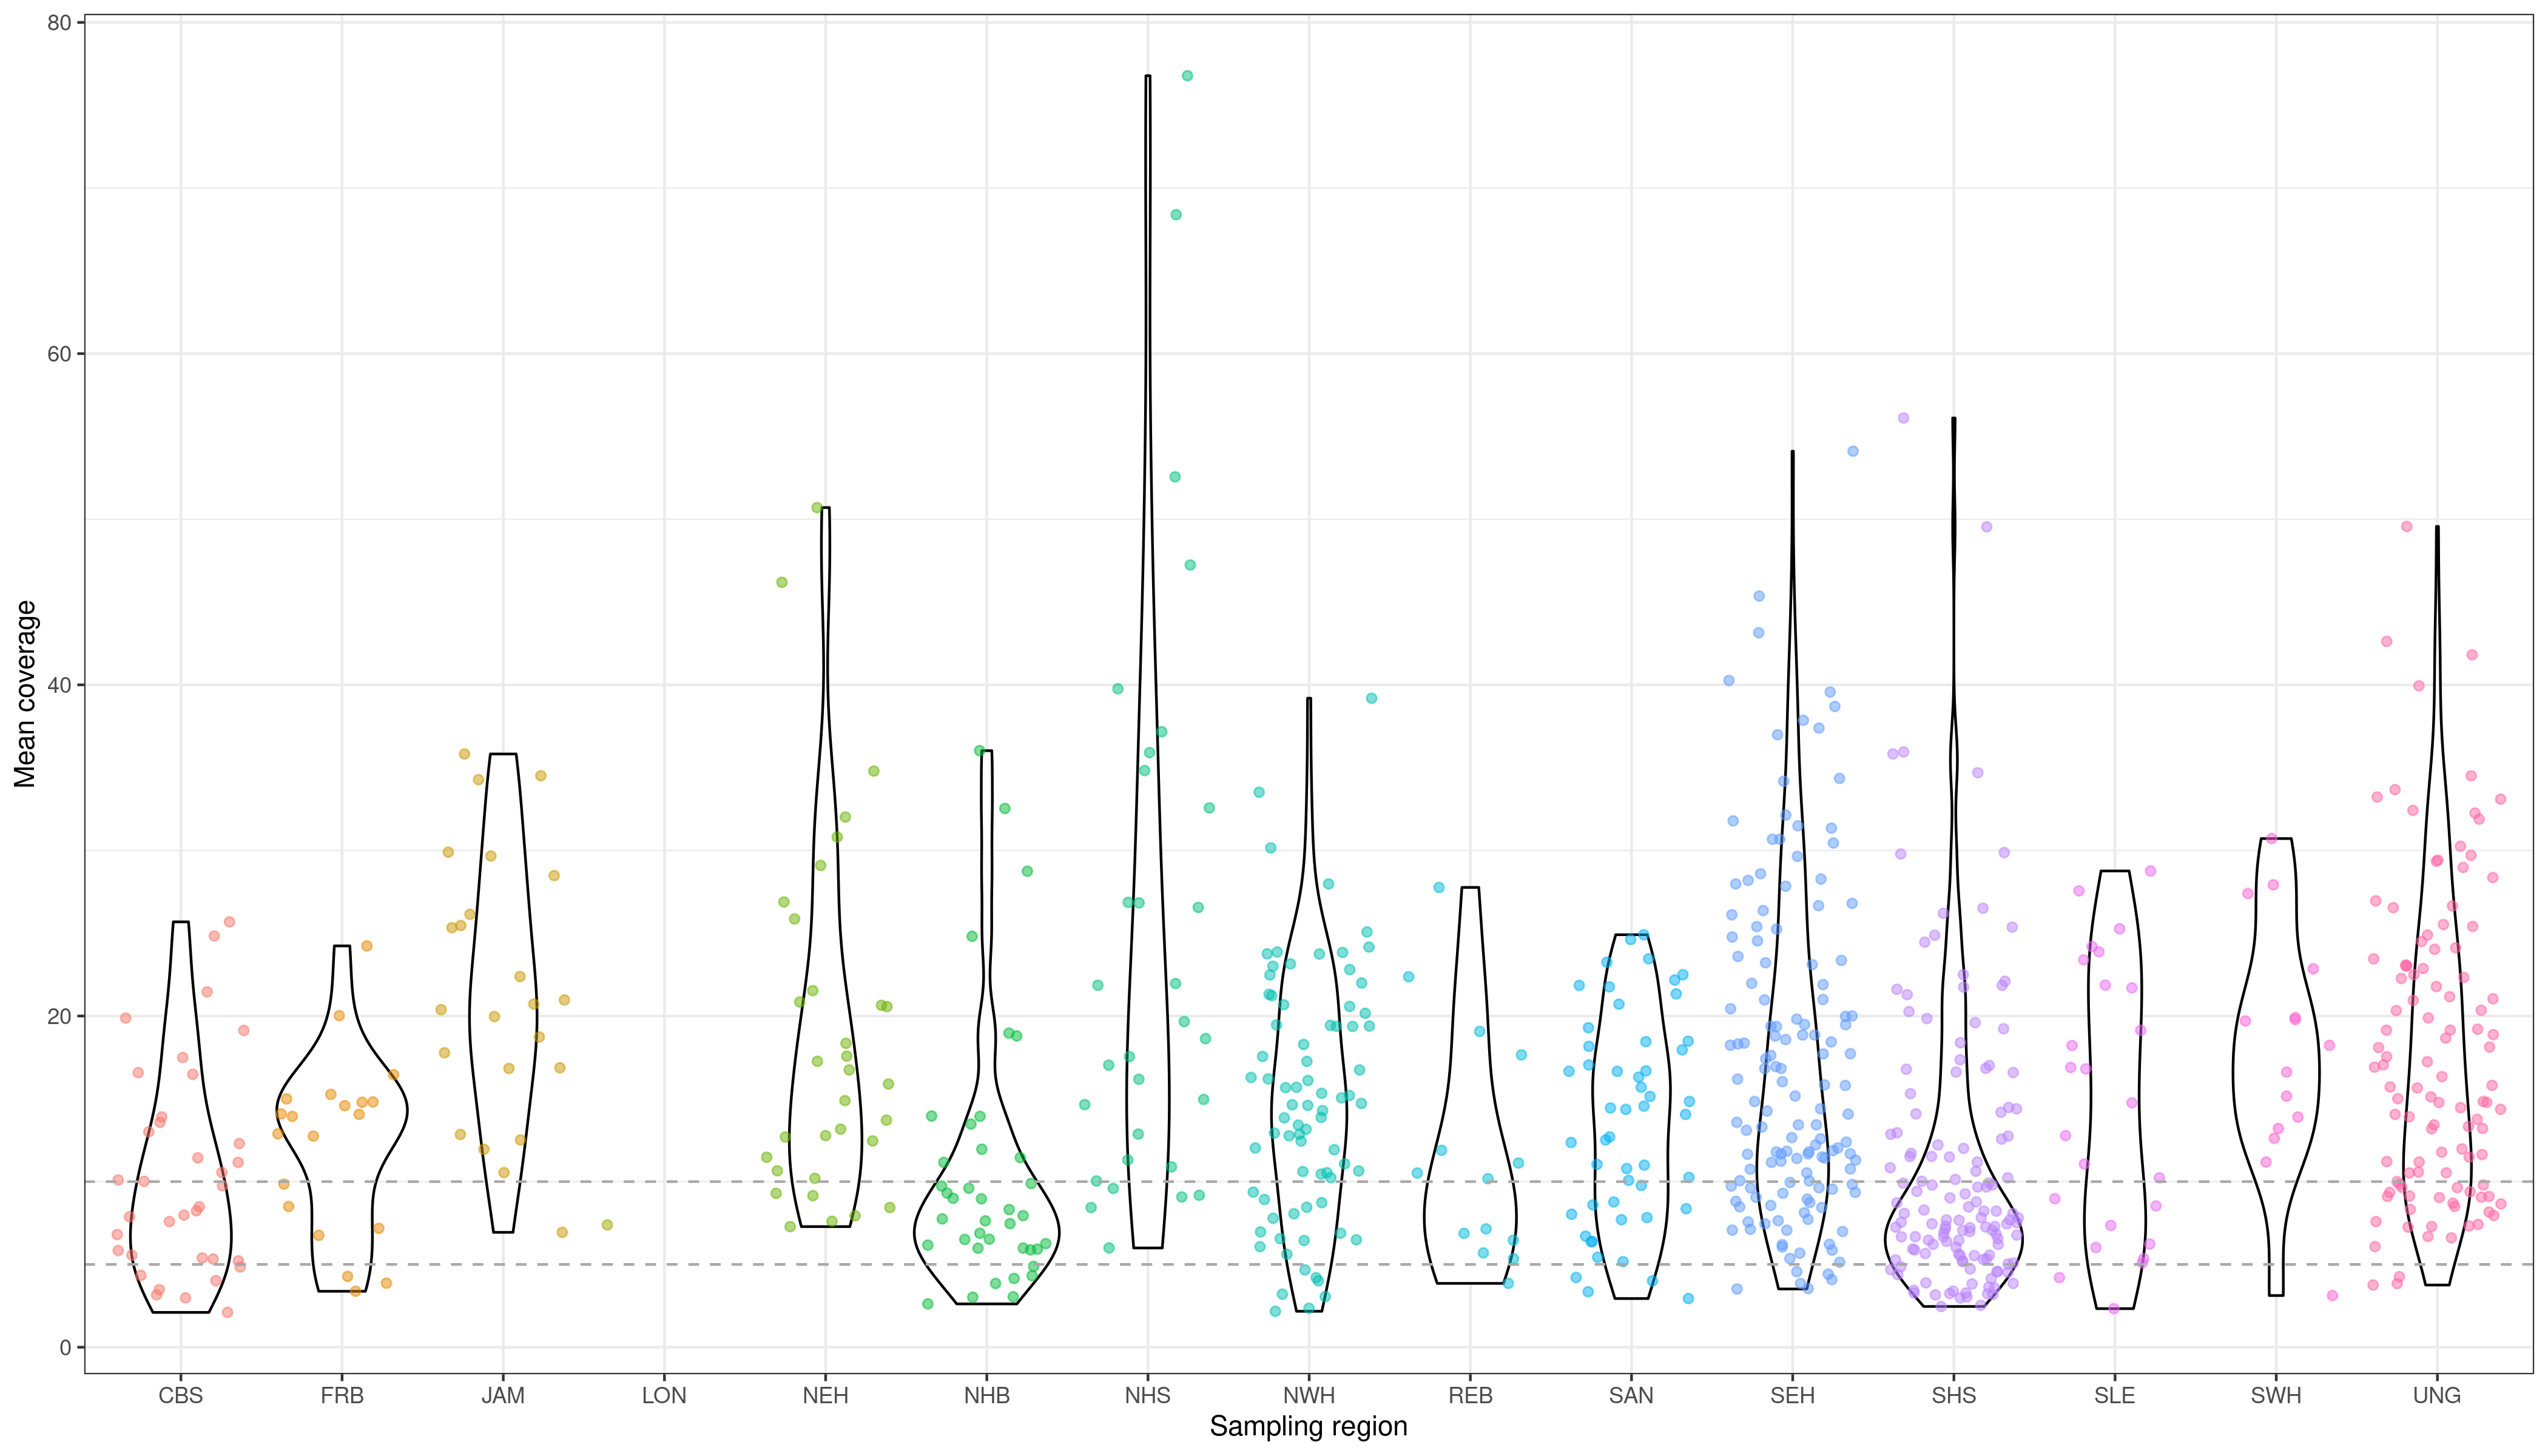 80
60
40
20
0
Mean coverage
CBS FRB JAM LON NEH NHB NHS NWH REB SAN SEH SHS SLE SWH UNG
Sampling region